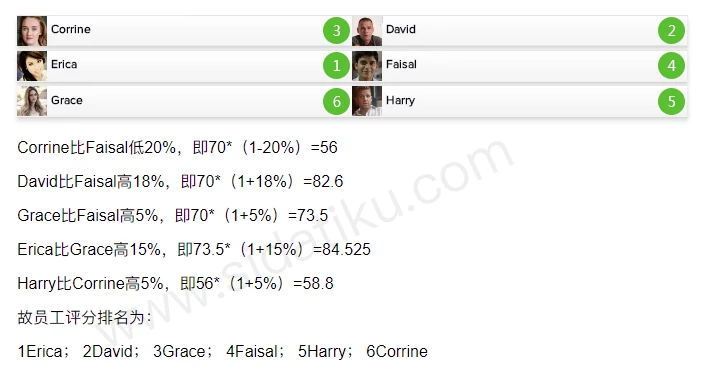 Corrine 3 David 2
Erica 1 Faisal 4
Grace 6 Harry 5
Corrine比Faisal低20%，即70*（1-20%）=56
David比Faisal高18%，即70*（1+18%）=82.6
Grace比Faisal高5%，即70*（1+5%）=73.5
Erica比Grace高15%，即73.5*（1+15%）=84.525
Harry比Corrine高5%，即56*（1+5%）=58.8
故员工评分排名为：
1Erica； 2David； 3Grace； 4Faisal； 5Harry； 6Corrine